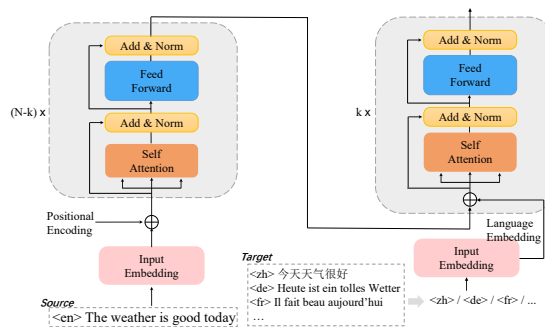 (N-k) x
Add & Norm
Feed
Forward
Add & Norm
Self
Attention
Positional
Encoding
Input
Embedding
Source
<en> The weather is good today
k x
Add & Norm
Feed
Forward
Add & Norm
Self
Attention
Language
Embedding
Input
Embedding
Target
<zh> 今天天气很好
<de> Heute ist ein tolles Wetter
<fr> Il fait beau aujourd'hui
...
<zh> / <de> / <fr> / ...